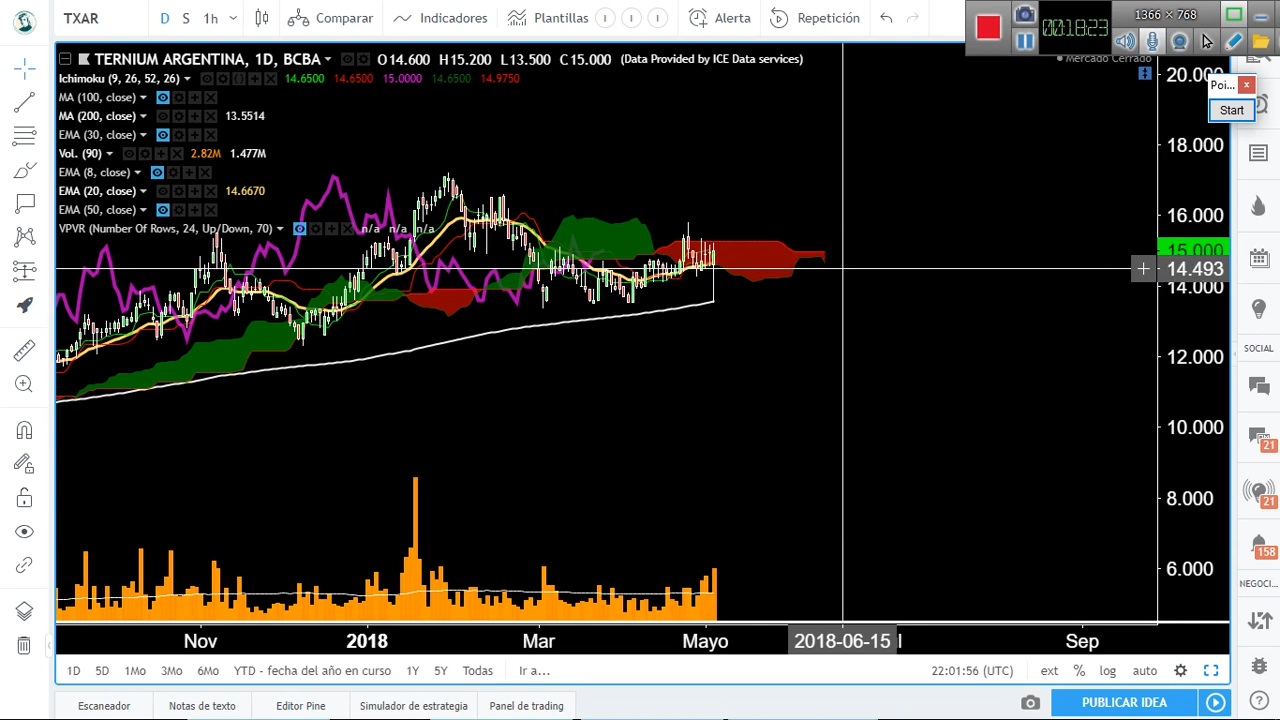 TXAR
D
S
1h
Comparar
Indicadores
Plantillas
Alerta
Repetición
00:18:23
1366 × 768
TERNIUM ARGENTINA, 1D, BCBA
O14.600 H15.200 L13.500 C15.000 (Data Provided by ICE Data services)
Mercado Cerrado
Ichimoku (9, 26, 52, 26) 14.6500 14.6500 15.0000 14.6500 14.9750
MA (100, close)
MA (200, close) 13.5514
EMA (30, close)
Vol. (90) 2.82M 1.477M
EMA (8, close)
EMA (20, close) 14.6670
EMA (50, close)
VPVR (Number Of Rows, 24, Up/Down, 70) n/a n/a n/a
Poi...
Start
20.000
18.000
16.000
15.000
14.493
14.000
12.000
10.000
8.000
6.000
SOCIAL
21
21
158
NEGOCI
Nov
2018
Mar
Mayo
2018-06-15
Sep
1D 5D 1Mo 3Mo 6Mo YTD - fecha del año en curso 1Y 5Y Todas Ir a...
22:01:56 (UTC)
ext
%
log
auto
Escaneador
Notas de texto
Editor Pine
Simulador de estrategia
Panel de trading
PUBLICAR IDEA